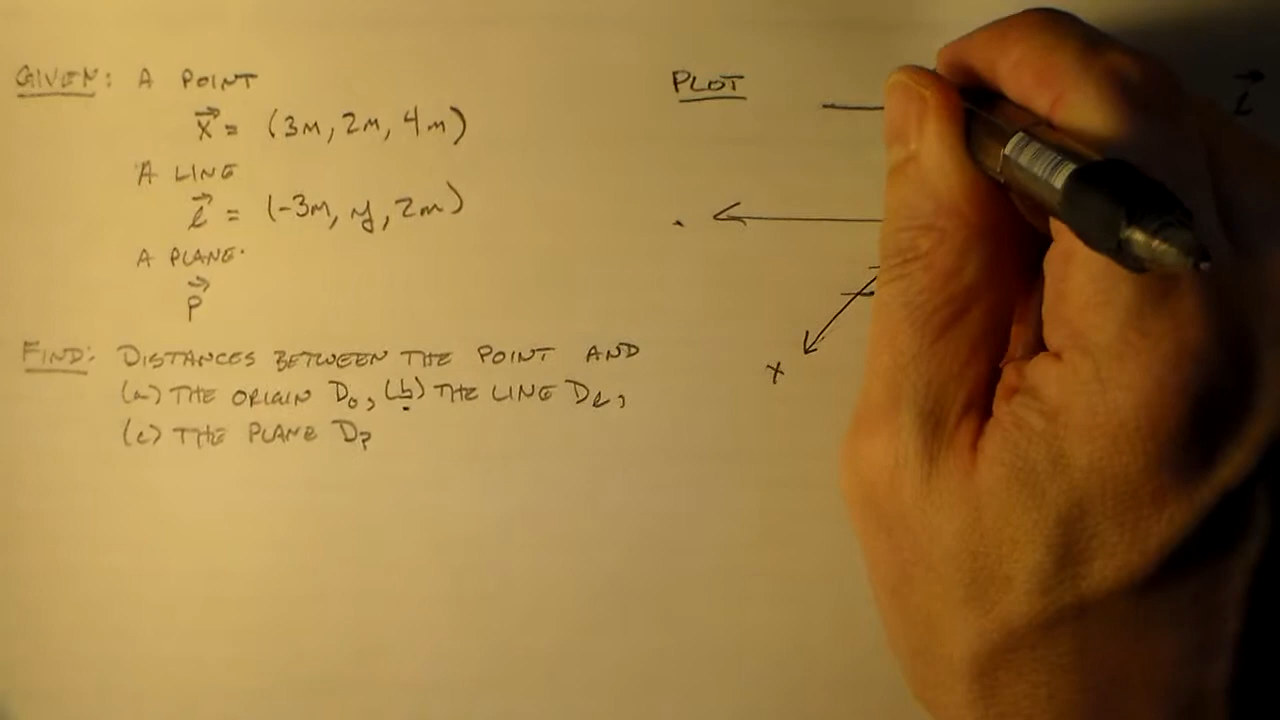 GIVEN: A POINT
x⃗ = (3m, 2m, 4m)
A LINE
ℓ⃗ = (-3m, y, 2m)
A PLANE
P⃗
FIND: DISTANCES BETWEEN THE POINT AND
(a) THE ORIGIN D₀, (b) THE LINE Dℓ,
(c) THE PLANE Dₚ
PLOT
ℓ⃗
x